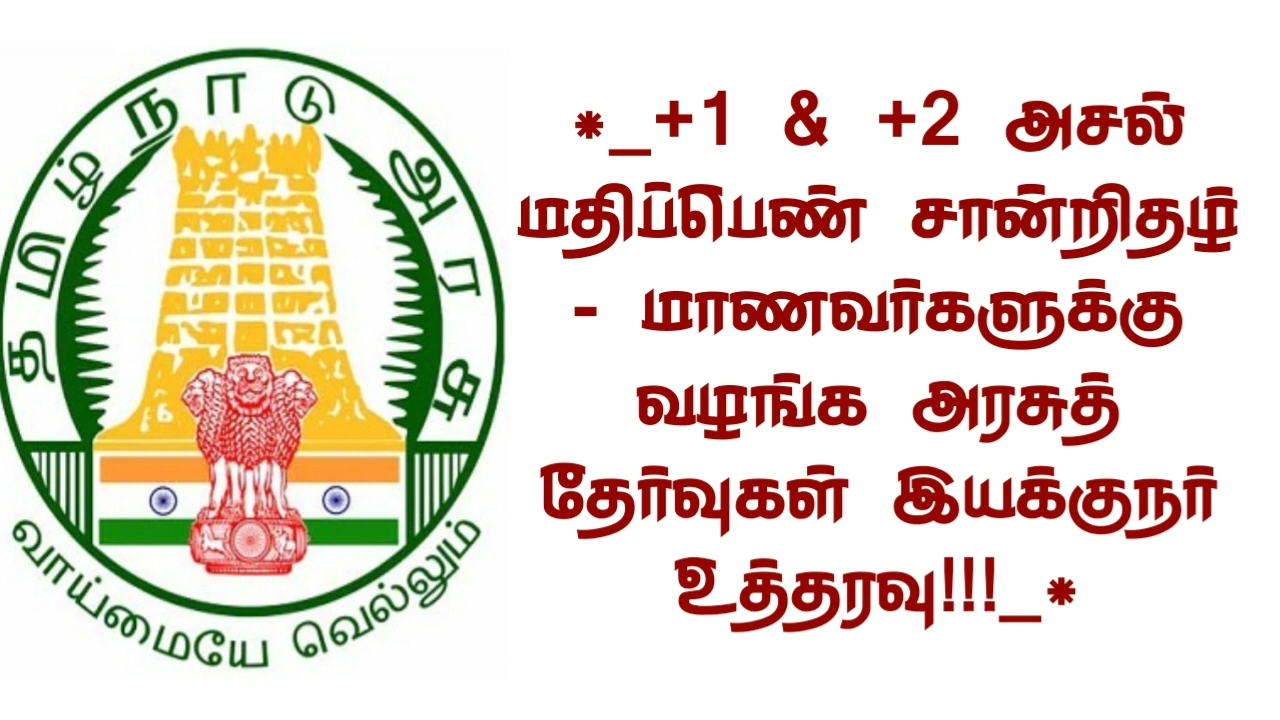 தமிழ்நாடு அரசு
வாய்மையே வெல்லும்
*_+1 & +2 அசல்
மதிப்பெண் சான்றிதழ்
- மாணவர்களுக்கு
வழங்க அரசுத்
தேர்வுகள் இயக்குநர்
உத்தரவு!!!_*